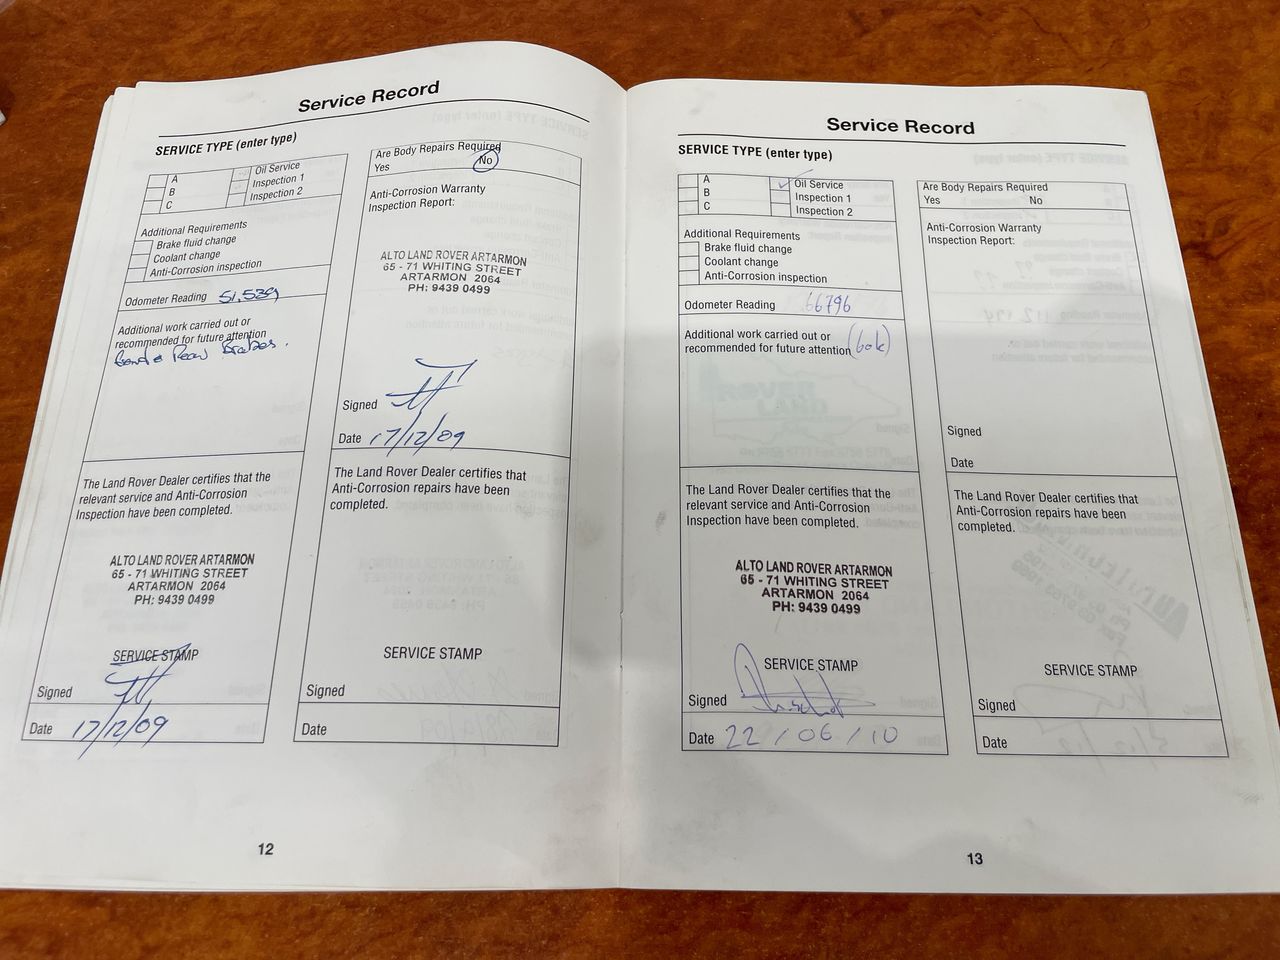 Service Record
SERVICE TYPE (enter type)
A
B
C
Oil Service
Inspection 1
Inspection 2
Additional Requirements
Brake fluid change
Coolant change
Anti-Corrosion inspection
Odometer Reading 51,539
Additional work carried out or
recommended for future attention
Rear Brakes.
The Land Rover Dealer certifies that the
relevant service and Anti-Corrosion
Inspection have been completed.
ALTO LAND ROVER ARTARMON
65 - 71 WHITING STREET
ARTARMON 2064
PH: 9439 0499
SERVICE STAMP
Signed
Date 17/12/09
Are Body Repairs Required
Yes No
Anti-Corrosion Warranty
Inspection Report:
ALTO LAND ROVER ARTARMON
65 - 71 WHITING STREET
ARTARMON 2064
PH: 9439 0499
Signed
Date 17/12/09
The Land Rover Dealer certifies that
Anti-Corrosion repairs have been
completed.
SERVICE STAMP
Signed
Date
12
Service Record
SERVICE TYPE (enter type)
A
B
C
Oil Service
Inspection 1
Inspection 2
Additional Requirements
Brake fluid change
Coolant change
Anti-Corrosion inspection
Odometer Reading 66796
Additional work carried out or
recommended for future attention (60k)
The Land Rover Dealer certifies that the
relevant service and Anti-Corrosion
Inspection have been completed.
ALTO LAND ROVER ARTARMON
65 - 71 WHITING STREET
ARTARMON 2064
PH: 9439 0499
SERVICE STAMP
Signed
Date 22/06/10
Are Body Repairs Required
Yes No
Anti-Corrosion Warranty
Inspection Report:
Signed
Date
The Land Rover Dealer certifies that
Anti-Corrosion repairs have been
completed.
SERVICE STAMP
Signed
Date
13